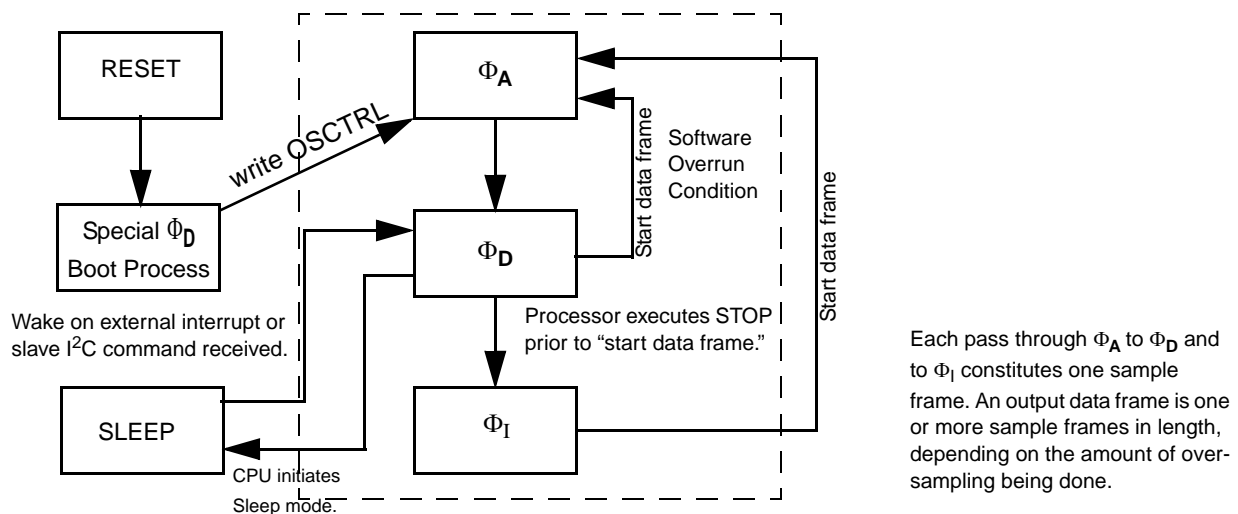 RESET
ΦA
write OSCTRL
Start data frame
Software
Overrun
Condition
Start data frame
Special ΦD
Boot Process
ΦD
Wake on external interrupt or
slave I²C command received.
Processor executes STOP
prior to “start data frame.”
SLEEP
ΦI
CPU initiates
Sleep mode.
Each pass through ΦA to ΦD and
to ΦI constitutes one sample
frame. An output data frame is one
or more sample frames in length,
depending on the amount of over-
sampling being done.